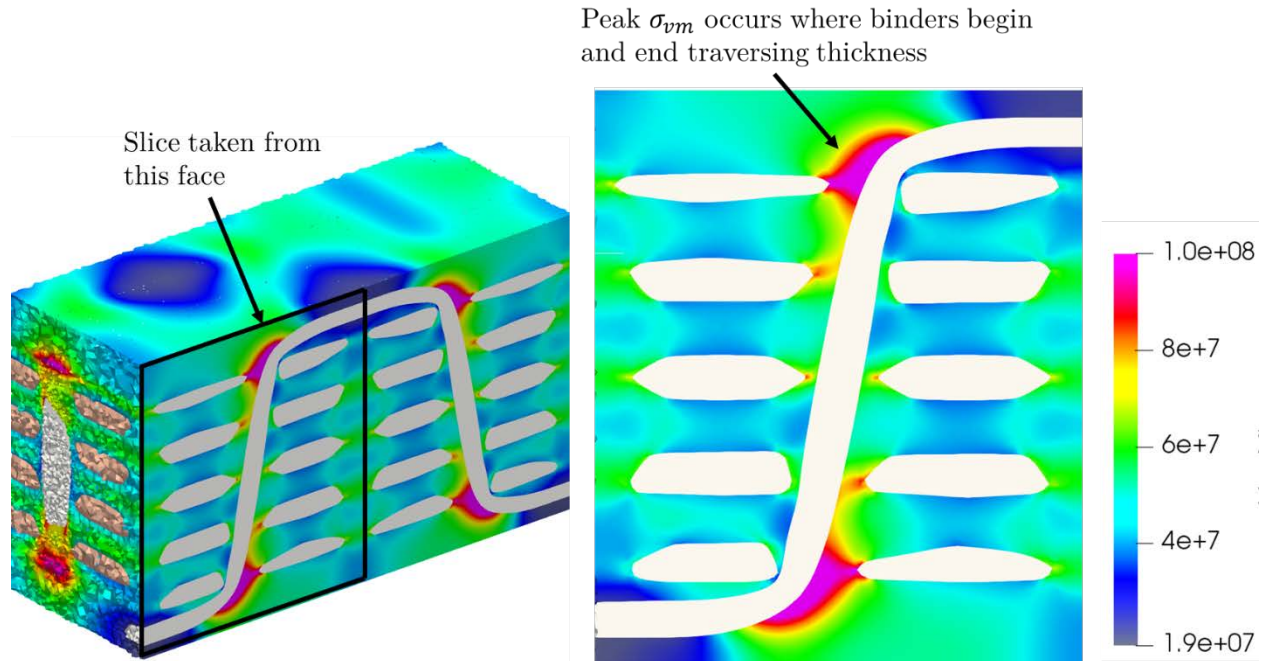 Peak σᵥₘ occurs where binders begin
and end traversing thickness
Slice taken from
this face
1.0e+08
8e+7
6e+7
4e+7
1.9e+07